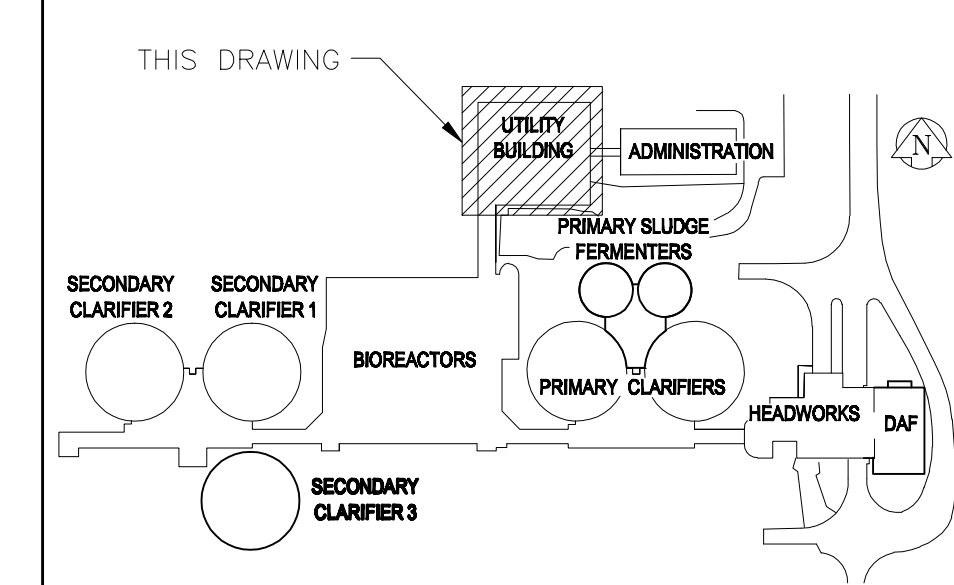 THIS DRAWING
UTILITY
BUILDING
ADMINISTRATION
N
PRIMARY SLUDGE
FERMENTERS
SECONDARY
CLARIFIER 2
SECONDARY
CLARIFIER 1
BIOREACTORS
PRIMARY CLARIFIERS
HEADWORKS
DAF
SECONDARY
CLARIFIER 3